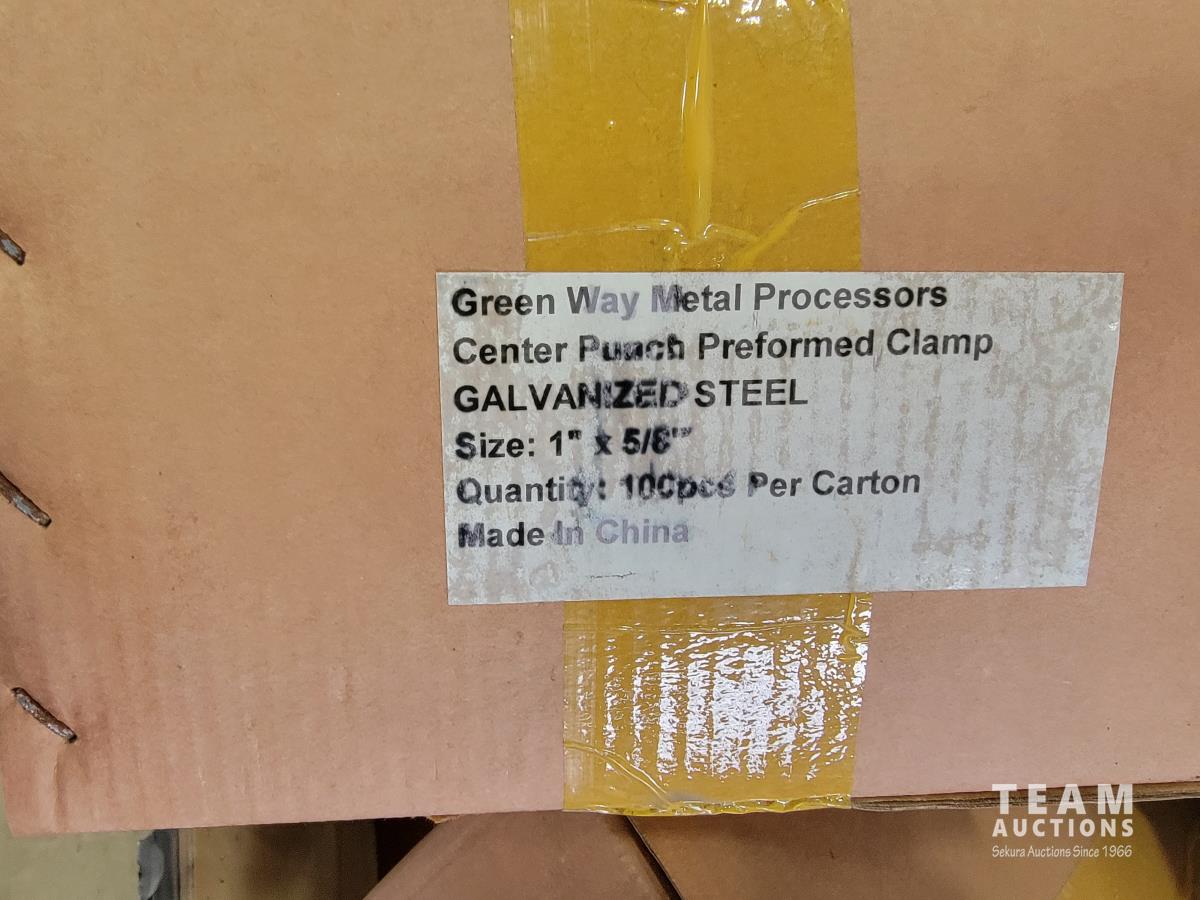 Green Way Metal Processors
Center Punch Preformed Clamp
GALVANIZED STEEL
Size: 1" x 5/8""
Quantity: 100pcs Per Carton
Made In China
TEAM
AUCTIONS
Sekura Auctions Since 1966